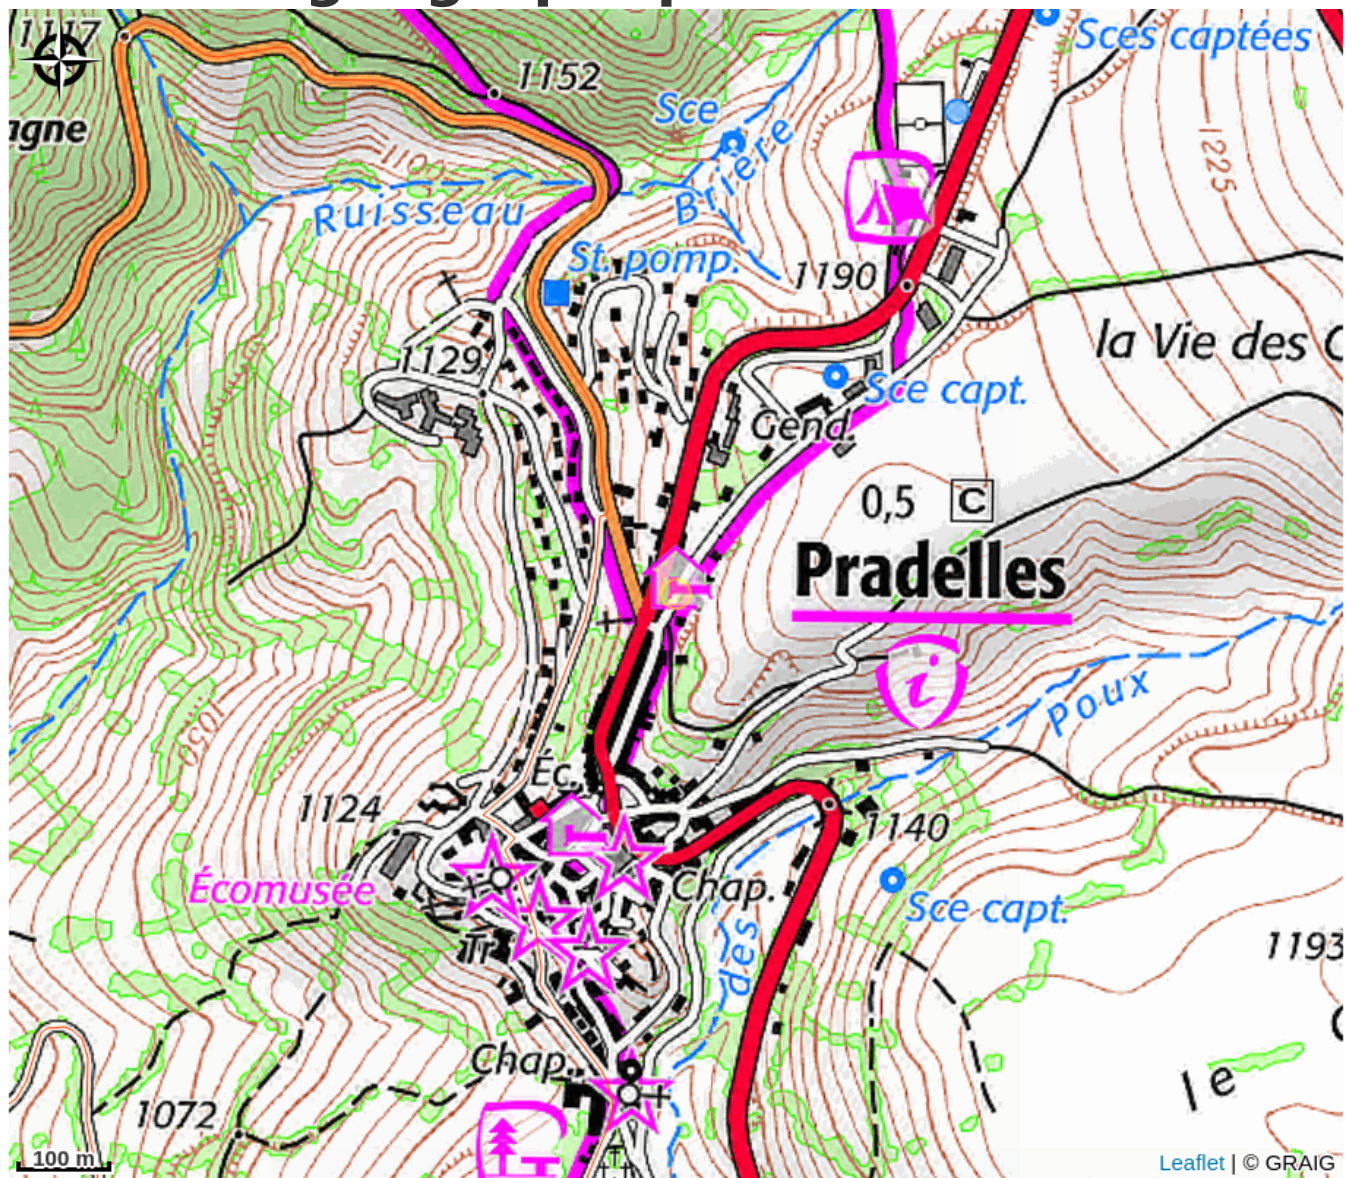 1117
1152
Sces captées
Sce
agne
110
1225
Brière
Ruisseau
St. pomp.
1190
la Vie des C
1129
Sce capt.
Gend.
0,5 C
Pradelles
i
Poux
1050
Éc.
1124
1140
Écomusée
Chap.
Sce capt.
Tr
des
1193
Chap.
le
1072
100 m
Leaflet | © GRAIG